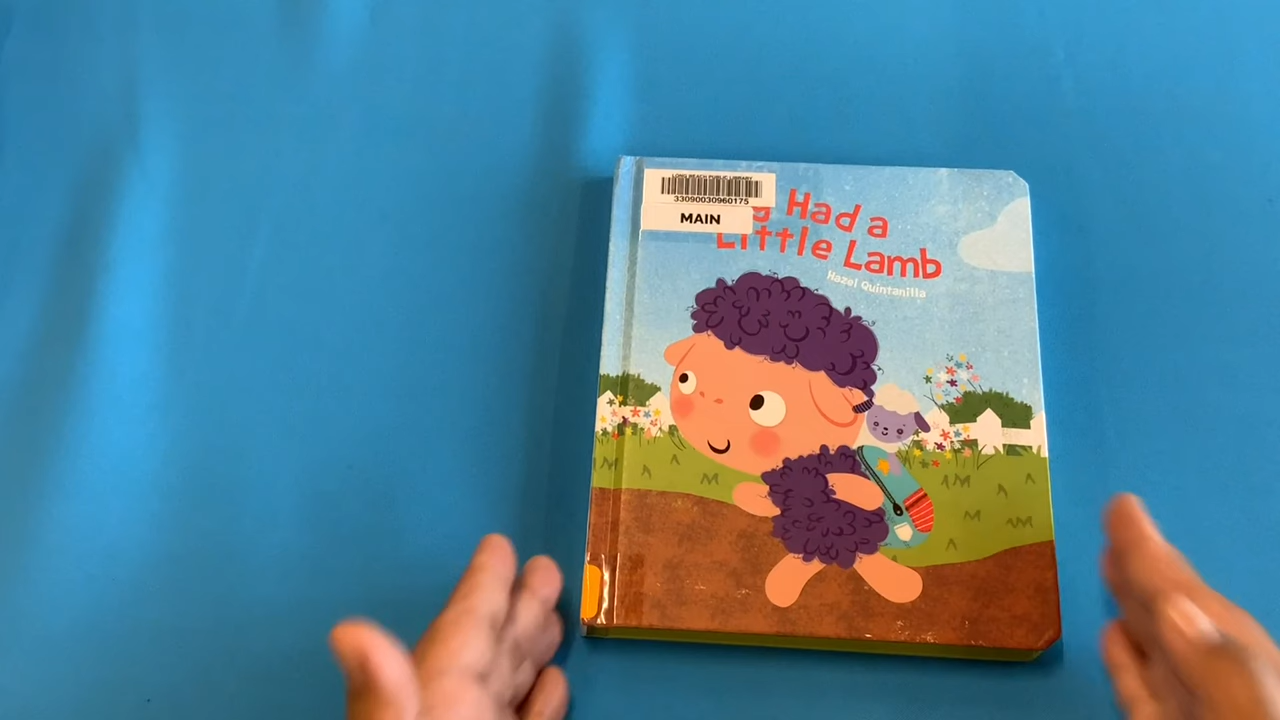 LONG BEACH PUBLIC LIBRARY
33090030960175
MAIN
Had a
Little Lamb
Hazel Quintanilla